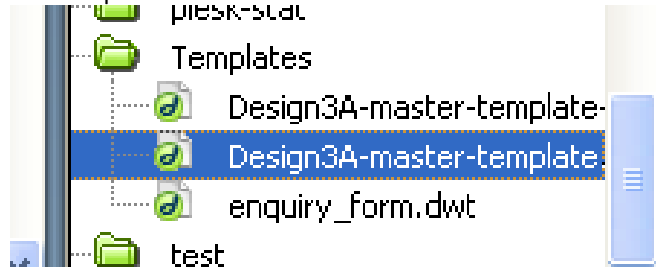 plesk-stat
Templates
Design3A-master-template-
Design3A-master-template
enquiry_form.dwt
test